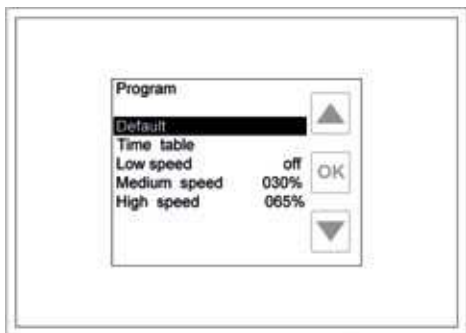 Program
Default
Time table
Low speed off
Medium speed 030%
High speed 065%
OK